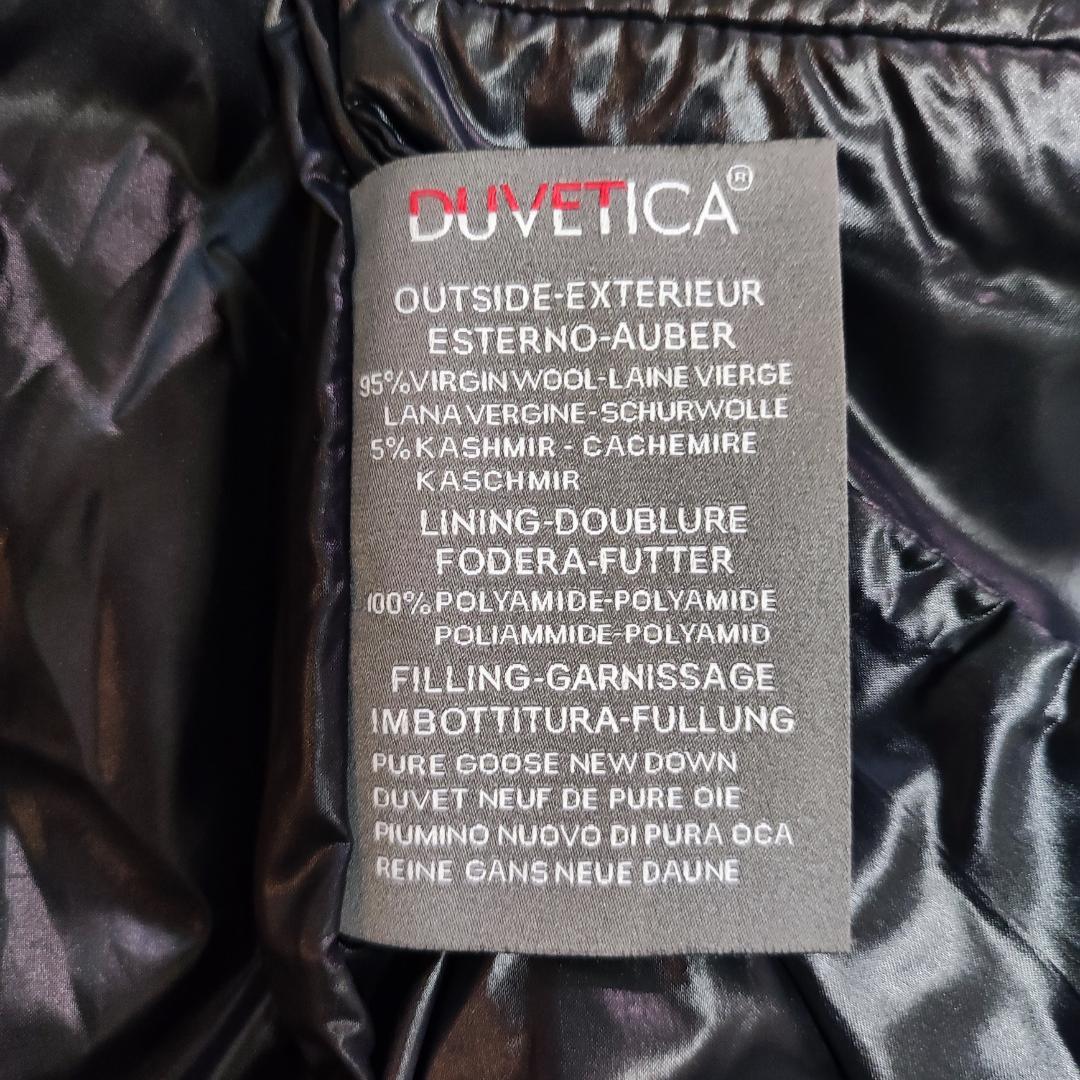 DUVETICA®
OUTSIDE-EXTERIEUR
ESTERNO-AUBER
95%VIRGIN WOOL-LAINE VIERGE
LANA VERGINE-SCHURWOLLE
5% KASHMIR - CACHEMIRE
KASCHMIR
LINING-DOUBLURE
FODERA-FUTTER
100%POLYAMIDE-POLYAMIDE
POLIAMMIDE-POLYAMID
FILLING-GARNISSAGE
IMBOTTITURA-FULLUNG
PURE GOOSE NEW DOWN
DUVET NEUF DE PURE OIE
PIUMINO NUOVO DI PURA OCA
REINE GANS NEUE DAUNE